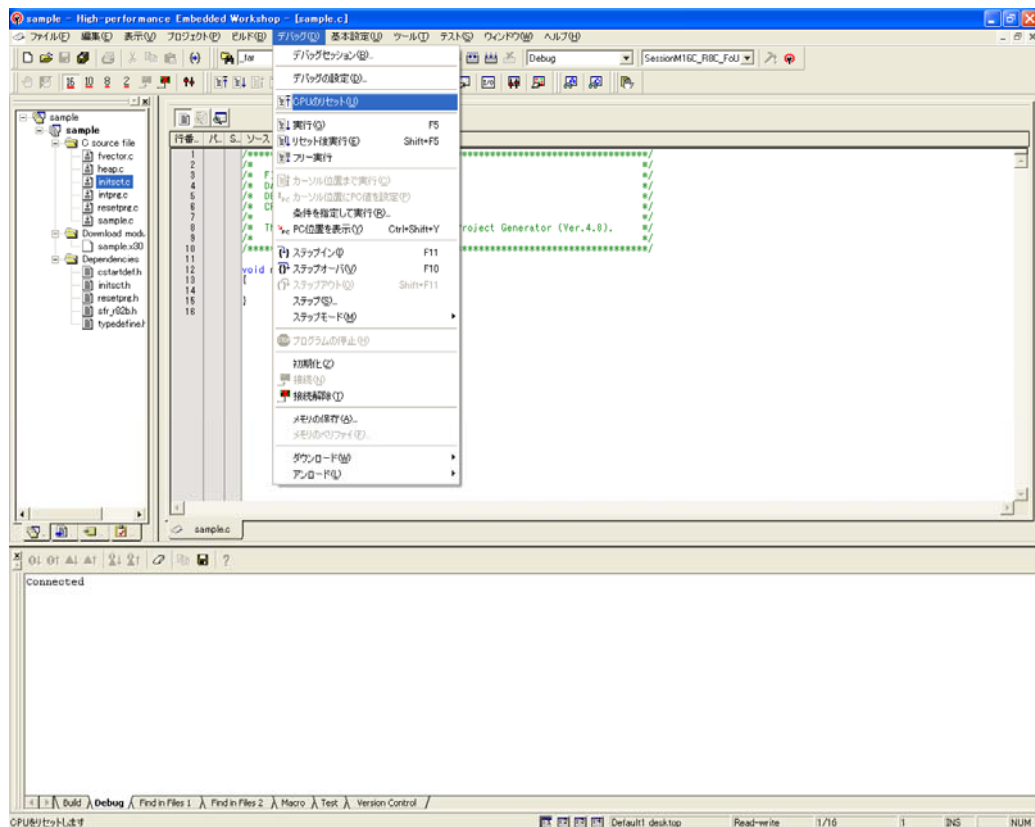 sample - High-performance Embedded Workshop - [sample.c]
ファイル(F) 編集(E) 表示(V) プロジェクト(P) ビルド(B) デバッグ(D) 基本設定(U) ツール(T) テスト(S) ウィンドウ(W) ヘルプ(H)
_far
Debug
SessionM16C_R8C_FoU
16 10 8 2
デバッグセッション(B)...
デバッグの設定(D)...
CPUのリセット(U)
実行(G) F5
リセット後実行(E) Shift+F5
フリー実行
カーソル位置まで実行(C)
カーソル位置にPC値を設定(P)
条件を指定して実行(R)...
PC位置を表示(Y) Ctrl+Shift+Y
ステップイン(I) F11
ステップオーバ(V) F10
ステップアウト(O) Shift+F11
ステップ(S)...
ステップモード(M)
プログラムの停止(H)
初期化(Z)
接続(N)
接続解除(T)
メモリの保存(A)...
メモリのベリファイ(F)...
ダウンロード(W)
アンロード(L)
sample
sample
C source file
fvector.c
heap.c
initsct.c
intprg.c
resetprg.c
sample.c
Download modu
sample.x30
Dependencies
cstartdef.h
initsct.h
resetprg.h
sfr_r82b.h
typedefine.h
行番... パ... S... ソース
1 /****
2 /* */
3 /* F */
4 /* DA */
5 /* DE */
6 /* CP */
7 /* */
8 /* Th roject Generator (Ver.4.8). */
9 /* */
10 /****
11
12 void
13 {
14
15 }
16
sample.c
Connected
Build Debug Find in Files 1 Find in Files 2 Macro Test Version Control
CPUをリセットします
Default1 desktop Read-write 1/16 1 INS NUM